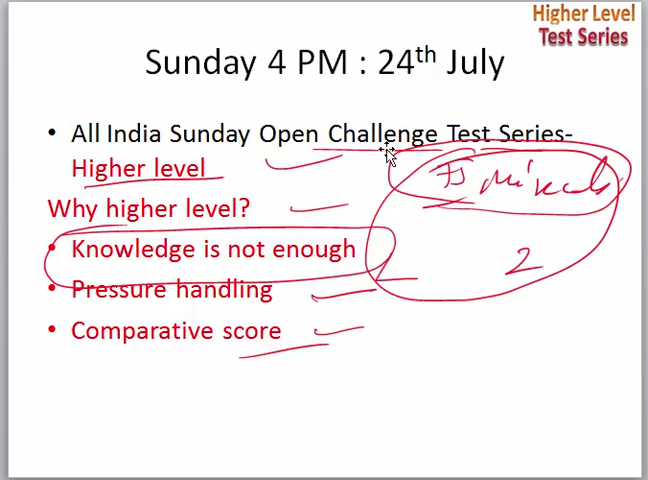 Higher Level
Test Series
Sunday 4 PM : 24th July
• All India Sunday Open Challenge Test Series-
Higher level
Why higher level?
• Knowledge is not enough
• Pressure handling
• Comparative score
2